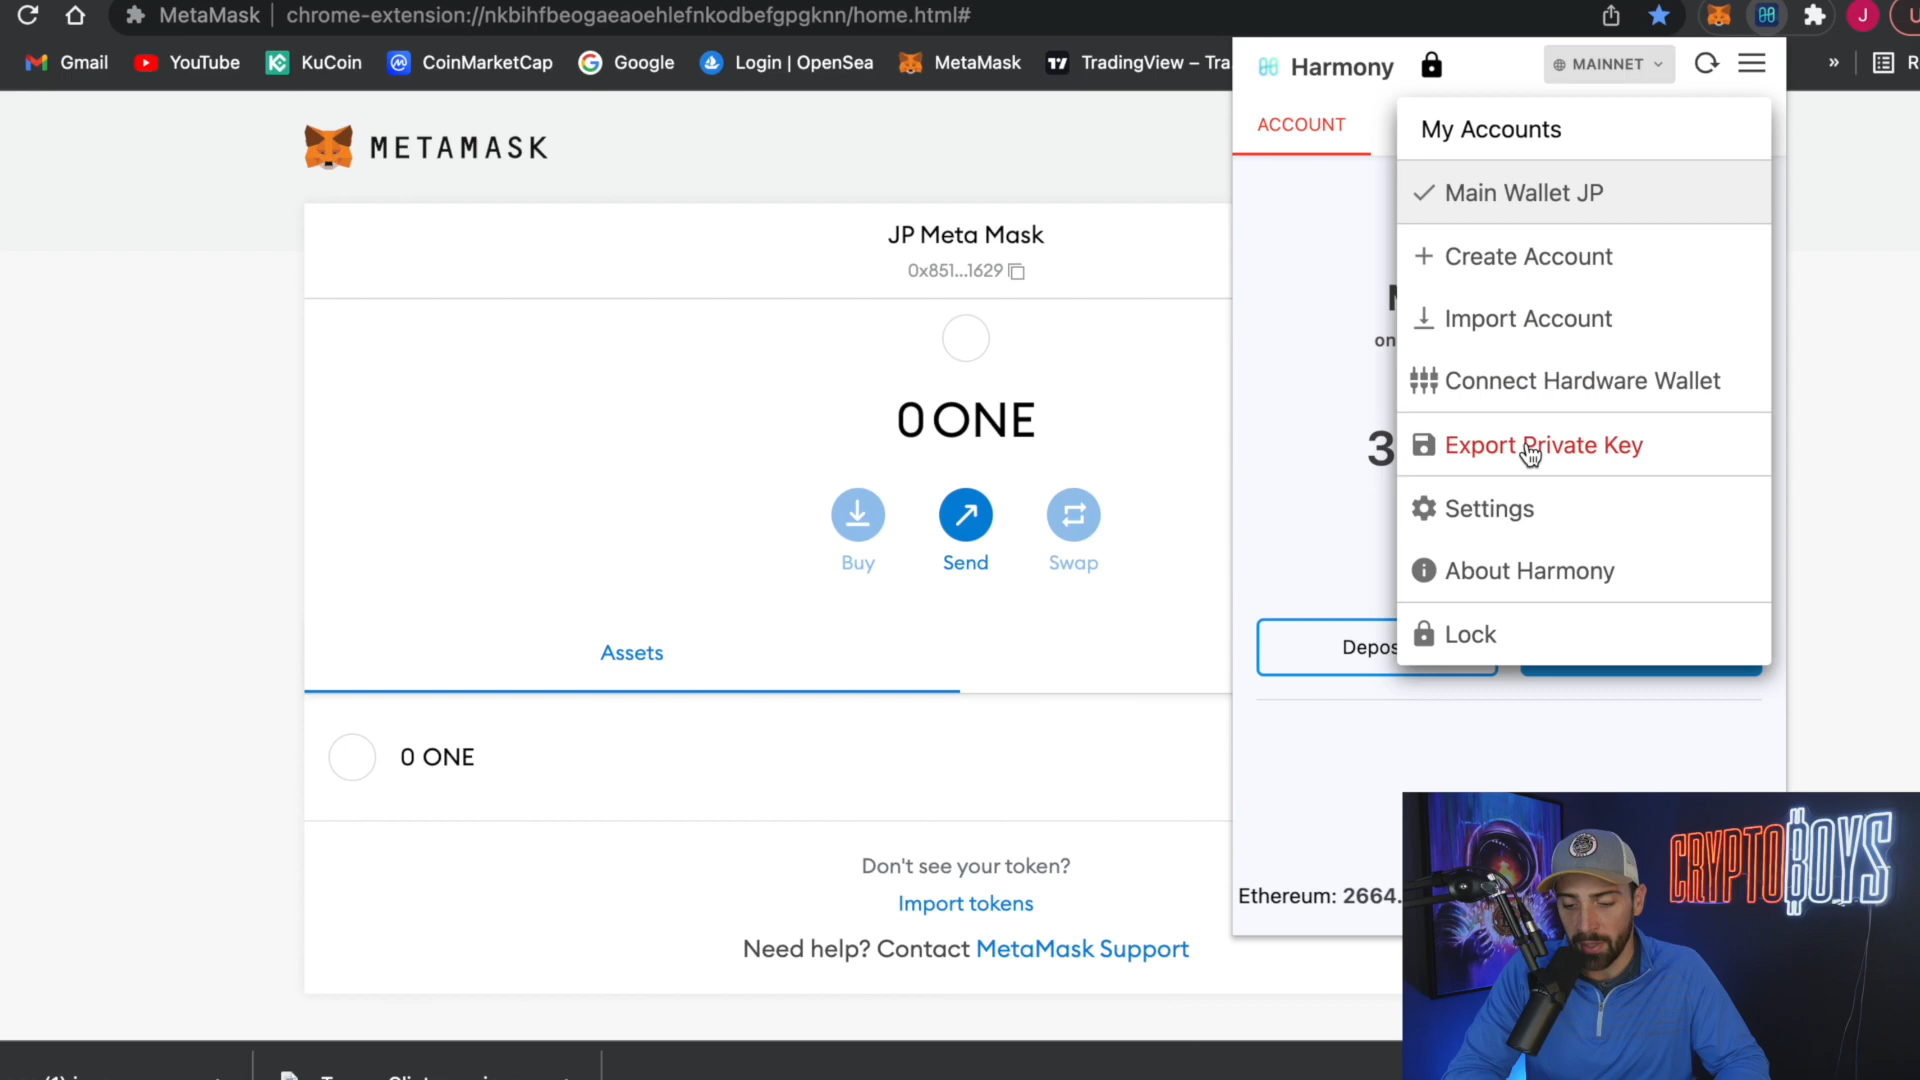 MetaMask | chrome-extension://nkbihfbeogaeaoehlefnkodbefgpgknn/home.html#
J
Gmail YouTube KuCoin CoinMarketCap Google Login | OpenSea MetaMask TradingView – Tra » R
METAMASK
JP Meta Mask
0x851...1629
0 ONE
Buy Send Swap
Assets
0 ONE
Don't see your token?
Import tokens
Need help? Contact MetaMask Support
Harmony MAINNET
ACCOUNT
My Accounts
Main Wallet JP
Create Account
Import Account
on
Connect Hardware Wallet
3
Export Private Key
Settings
About Harmony
Lock
Depos
Ethereum: 2664.
CRYPTOBOYS